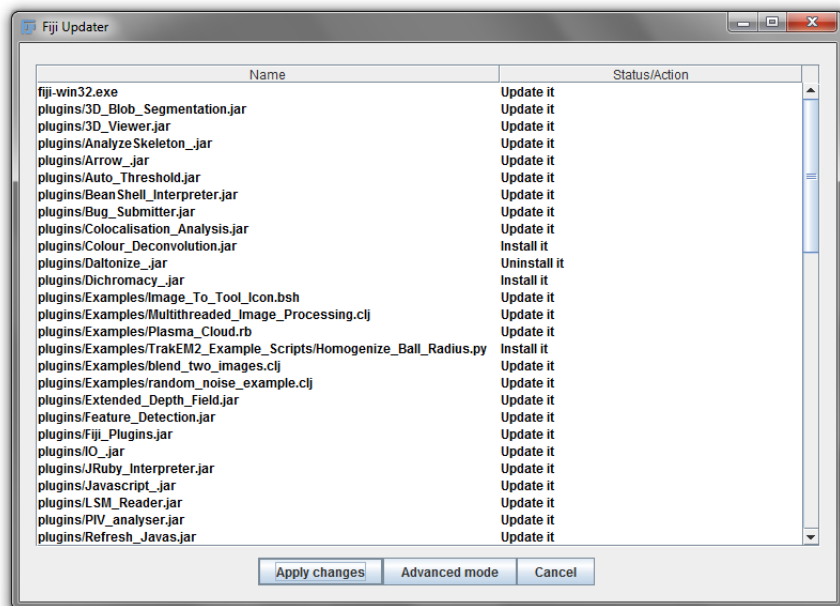 Fiji Updater
Name Status/Action
fiji-win32.exe Update it
plugins/3D_Blob_Segmentation.jar Update it
plugins/3D_Viewer.jar Update it
plugins/AnalyzeSkeleton_.jar Update it
plugins/Arrow_.jar Update it
plugins/Auto_Threshold.jar Update it
plugins/BeanShell_Interpreter.jar Update it
plugins/Bug_Submitter.jar Update it
plugins/Colocalisation_Analysis.jar Update it
plugins/Colour_Deconvolution.jar Install it
plugins/Daltonize_.jar Uninstall it
plugins/Dichromacy_.jar Install it
plugins/Examples/Image_To_Tool_Icon.bsh Update it
plugins/Examples/Multithreaded_Image_Processing.clj Update it
plugins/Examples/Plasma_Cloud.rb Update it
plugins/Examples/TrakEM2_Example_Scripts/Homogenize_Ball_Radius.py Install it
plugins/Examples/blend_two_images.clj Update it
plugins/Examples/random_noise_example.clj Update it
plugins/Extended_Depth_Field.jar Update it
plugins/Feature_Detection.jar Update it
plugins/Fiji_Plugins.jar Update it
plugins/IO_.jar Update it
plugins/JRuby_Interpreter.jar Update it
plugins/Javascript_.jar Update it
plugins/LSM_Reader.jar Update it
plugins/PIV_analyser.jar Update it
plugins/Refresh_Javas.jar Update it
Apply changes Advanced mode Cancel